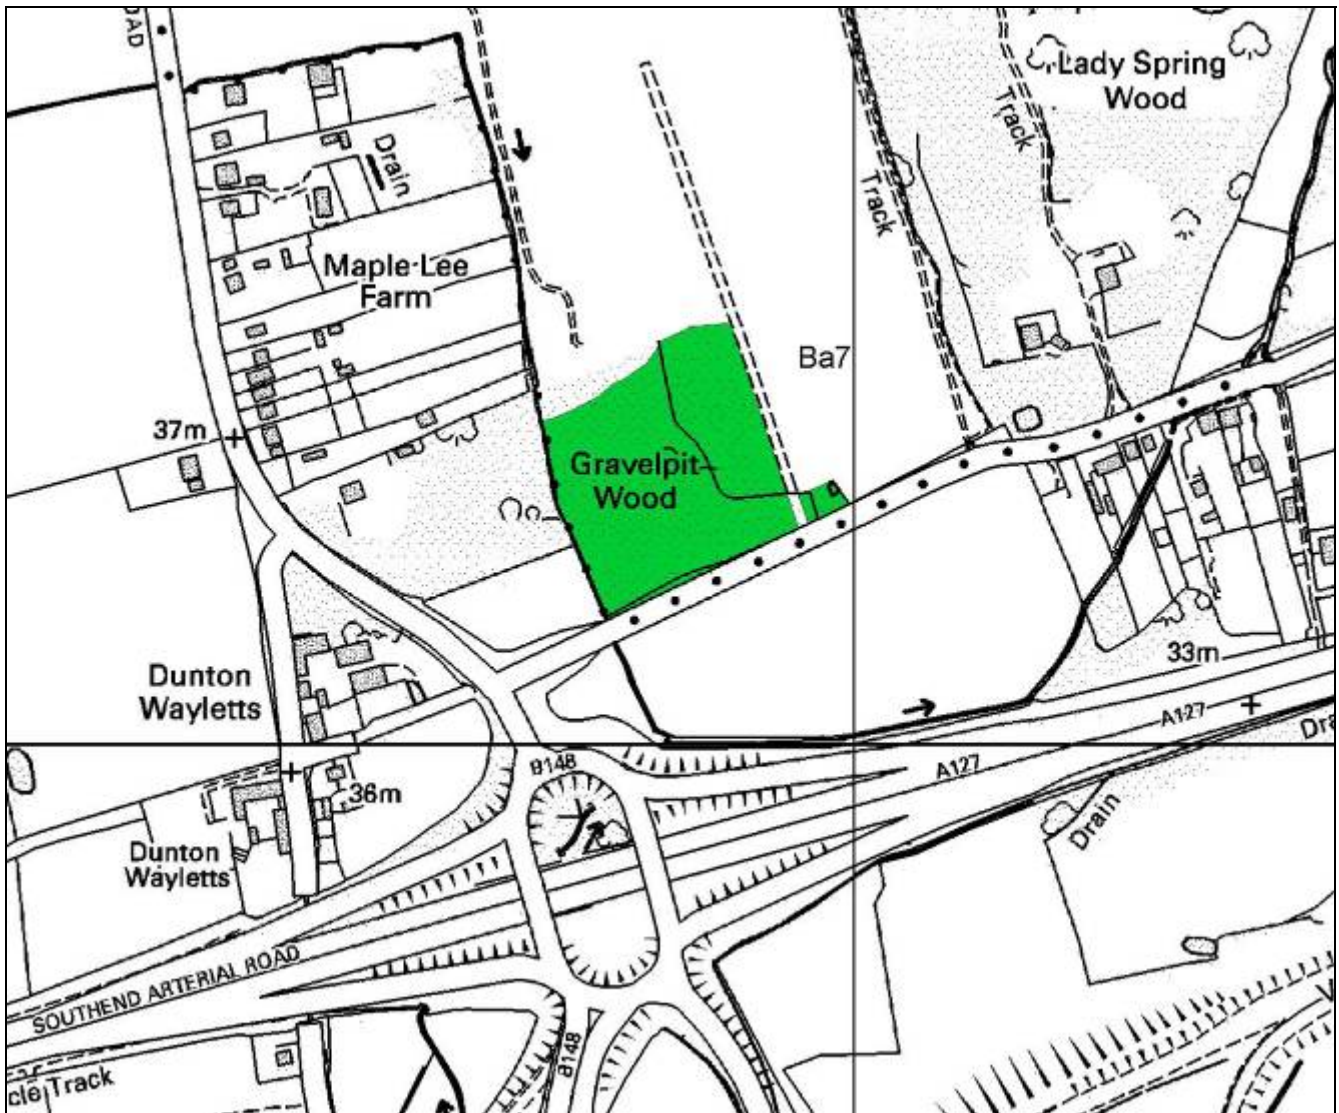 OAD
Lady Spring
Wood
Track
Drain
Track
Maple Lee
Farm
Ba7
37m
Gravelpit
Wood
33m
Dunton
Wayletts
A127
Dra
B148
A127
36m
Drain
Dunton
Wayletts
SOUTHEND ARTERIAL ROAD
B148
cle Track